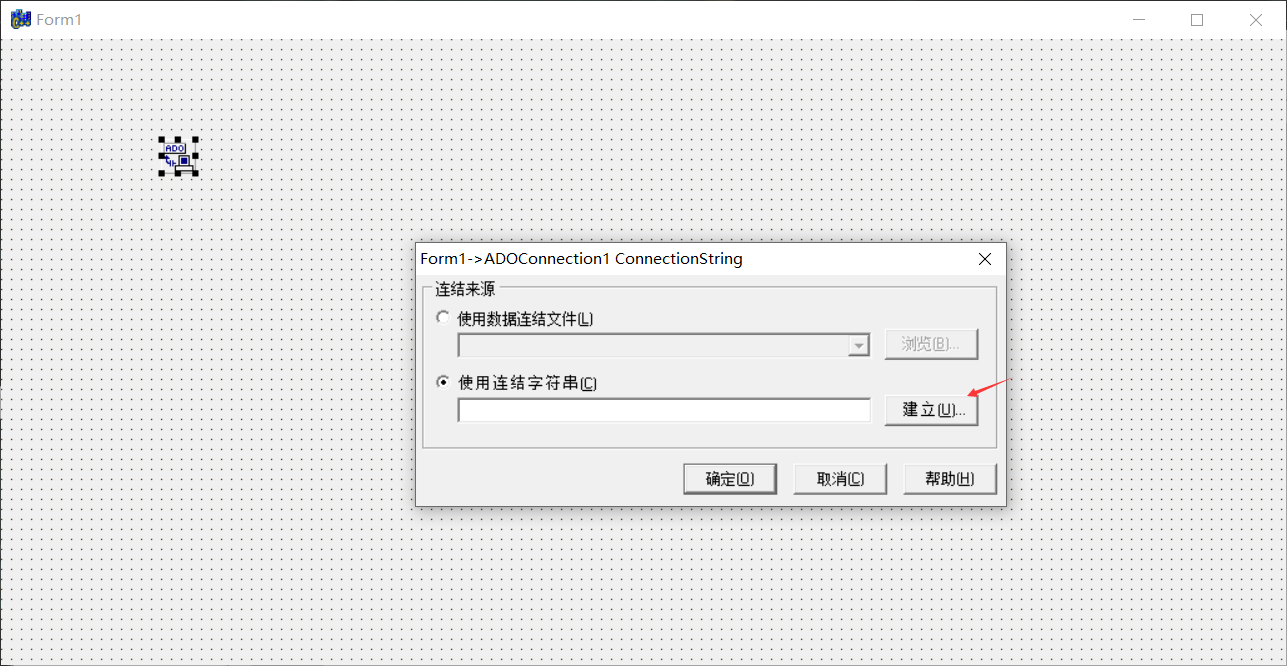 Form1
ADO
Form1->ADOConnection1 ConnectionString
连结来源
使用数据连结文件(L)
浏览(B)...
使用连结字符串(C)
建立(U)...
确定(O)
取消(C)
帮助(H)